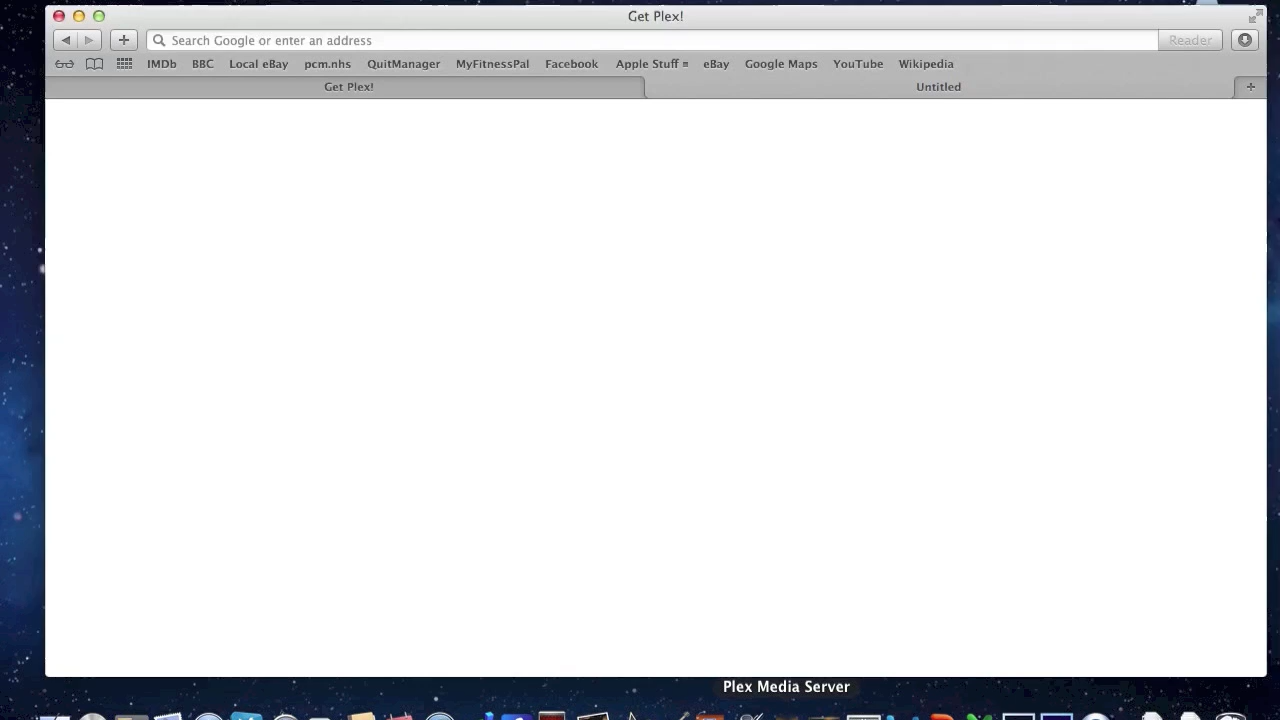 Get Plex!
Search Google or enter an address
Reader
IMDb BBC Local eBay pcm.nhs QuitManager MyFitnessPal Facebook Apple Stuff eBay Google Maps YouTube Wikipedia
Get Plex! Untitled
Plex Media Server